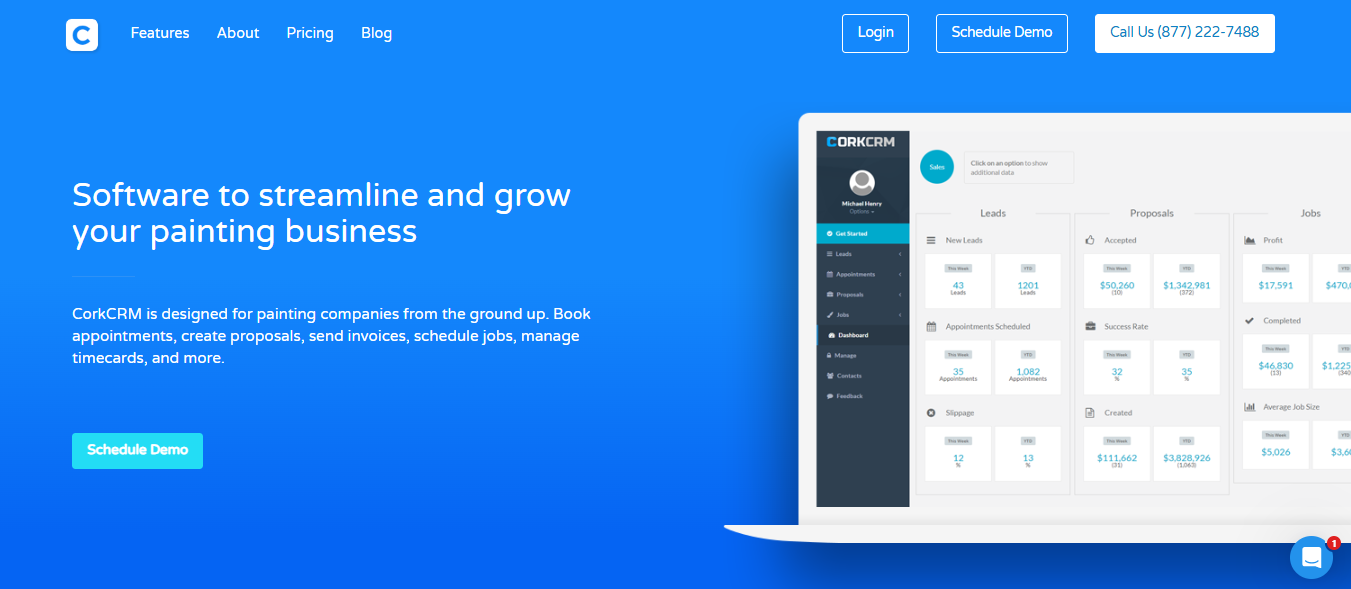 C
Features About Pricing Blog
Login Schedule Demo Call Us (877) 222-7488
Software to streamline and grow
your painting business
CorkCRM is designed for painting companies from the ground up. Book
appointments, create proposals, send invoices, schedule jobs, manage
timecards, and more.
Schedule Demo
CORKCRM
Michael Henry
Options
Get Started
Leads
Appointments
Proposals
Jobs
Dashboard
Manage
Contacts
Feedback
Sales
Click on an option to show
additional data
Leads
New Leads
This Week YTD
43 1201
Leads Leads
Appointments Scheduled
This Week YTD
35 1,082
Appointments Appointments
Slippage
This Week YTD
12 13
% %
Proposals
Accepted
This Week YTD
$50,260 $1,342,981
(10) (372)
Success Rate
This Week YTD
32 35
% %
Created
This Week YTD
$111,662 $3,828,926
(31) (1,063)
Jobs
Profit
This Week YTD
$17,591 $470,
Completed
This Week YTD
$46,830 $1,225
(13) (340
Average Job Size
This Week YTD
$5,026 $3,60
1